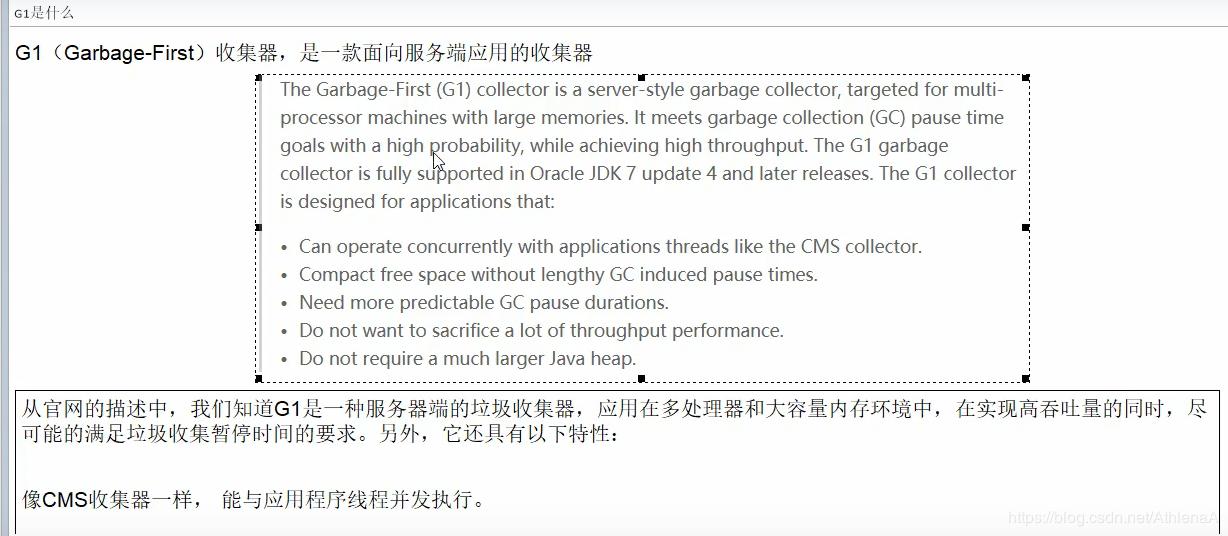 G1是什么
G1（Garbage-First）收集器，是一款面向服务端应用的收集器
The Garbage-First (G1) collector is a server-style garbage collector, targeted for multi-
processor machines with large memories. It meets garbage collection (GC) pause time
goals with a high probability, while achieving high throughput. The G1 garbage
collector is fully supported in Oracle JDK 7 update 4 and later releases. The G1 collector
is designed for applications that:
• Can operate concurrently with applications threads like the CMS collector.
• Compact free space without lengthy GC induced pause times.
• Need more predictable GC pause durations.
• Do not want to sacrifice a lot of throughput performance.
• Do not require a much larger Java heap.
从官网的描述中，我们知道G1是一种服务器端的垃圾收集器，应用在多处理器和大容量内存环境中，在实现高吞吐量的同时，尽
可能的满足垃圾收集暂停时间的要求。另外，它还具有以下特性：
像CMS收集器一样， 能与应用程序线程并发执行。
https://blog.csdn.net/AthlenaA